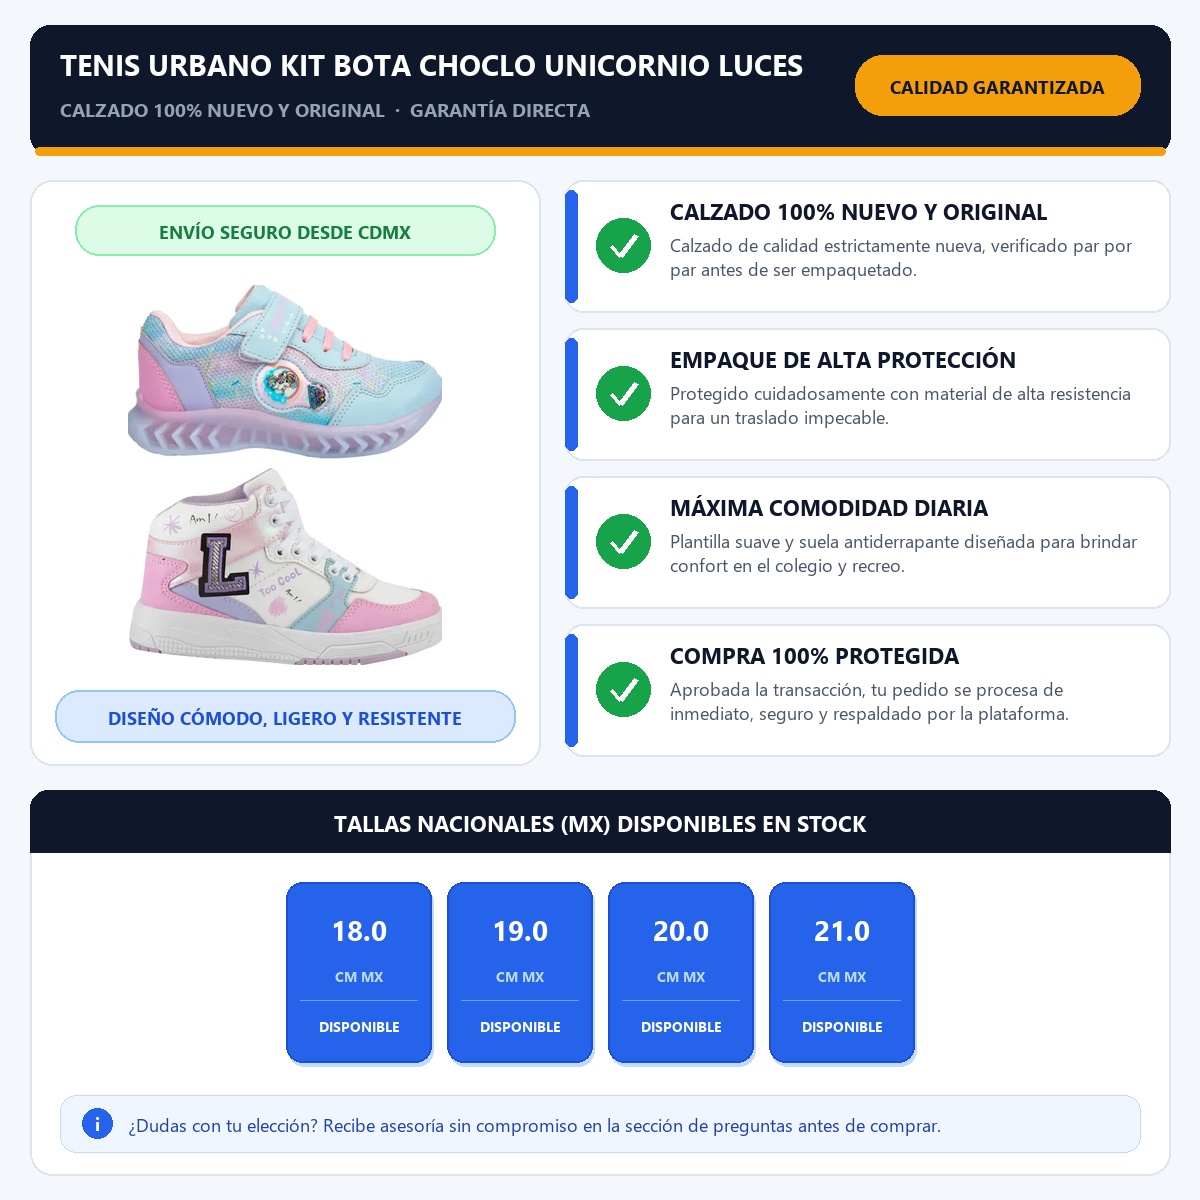 TENIS URBANO KIT BOTA CHOCLO UNICORNIO LUCES
CALZADO 100% NUEVO Y ORIGINAL · GARANTÍA DIRECTA
CALIDAD GARANTIZADA
ENVÍO SEGURO DESDE CDMX
Am I!
L
Too Cool
DISEÑO CÓMODO, LIGERO Y RESISTENTE
CALZADO 100% NUEVO Y ORIGINAL
Calzado de calidad estrictamente nueva, verificado par por
par antes de ser empaquetado.
EMPAQUE DE ALTA PROTECCIÓN
Protegido cuidadosamente con material de alta resistencia
para un traslado impecable.
MÁXIMA COMODIDAD DIARIA
Plantilla suave y suela antiderrapante diseñada para brindar
confort en el colegio y recreo.
COMPRA 100% PROTEGIDA
Aprobada la transacción, tu pedido se procesa de
inmediato, seguro y respaldado por la plataforma.
TALLAS NACIONALES (MX) DISPONIBLES EN STOCK
18.0
CM MX
DISPONIBLE
19.0
CM MX
DISPONIBLE
20.0
CM MX
DISPONIBLE
21.0
CM MX
DISPONIBLE
¿Dudas con tu elección? Recibe asesoría sin compromiso en la sección de preguntas antes de comprar.